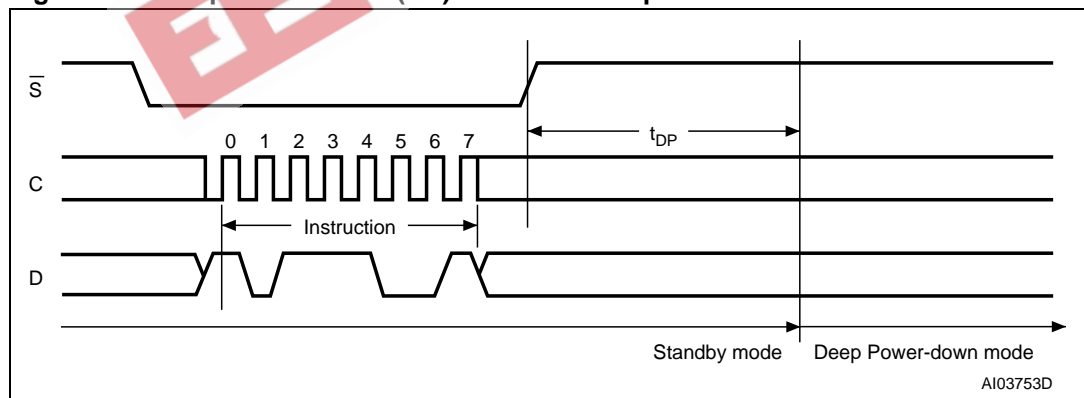 S
0 1 2 3 4 5 6 7
tDP
C
Instruction
D
Standby mode Deep Power-down mode
AI03753D